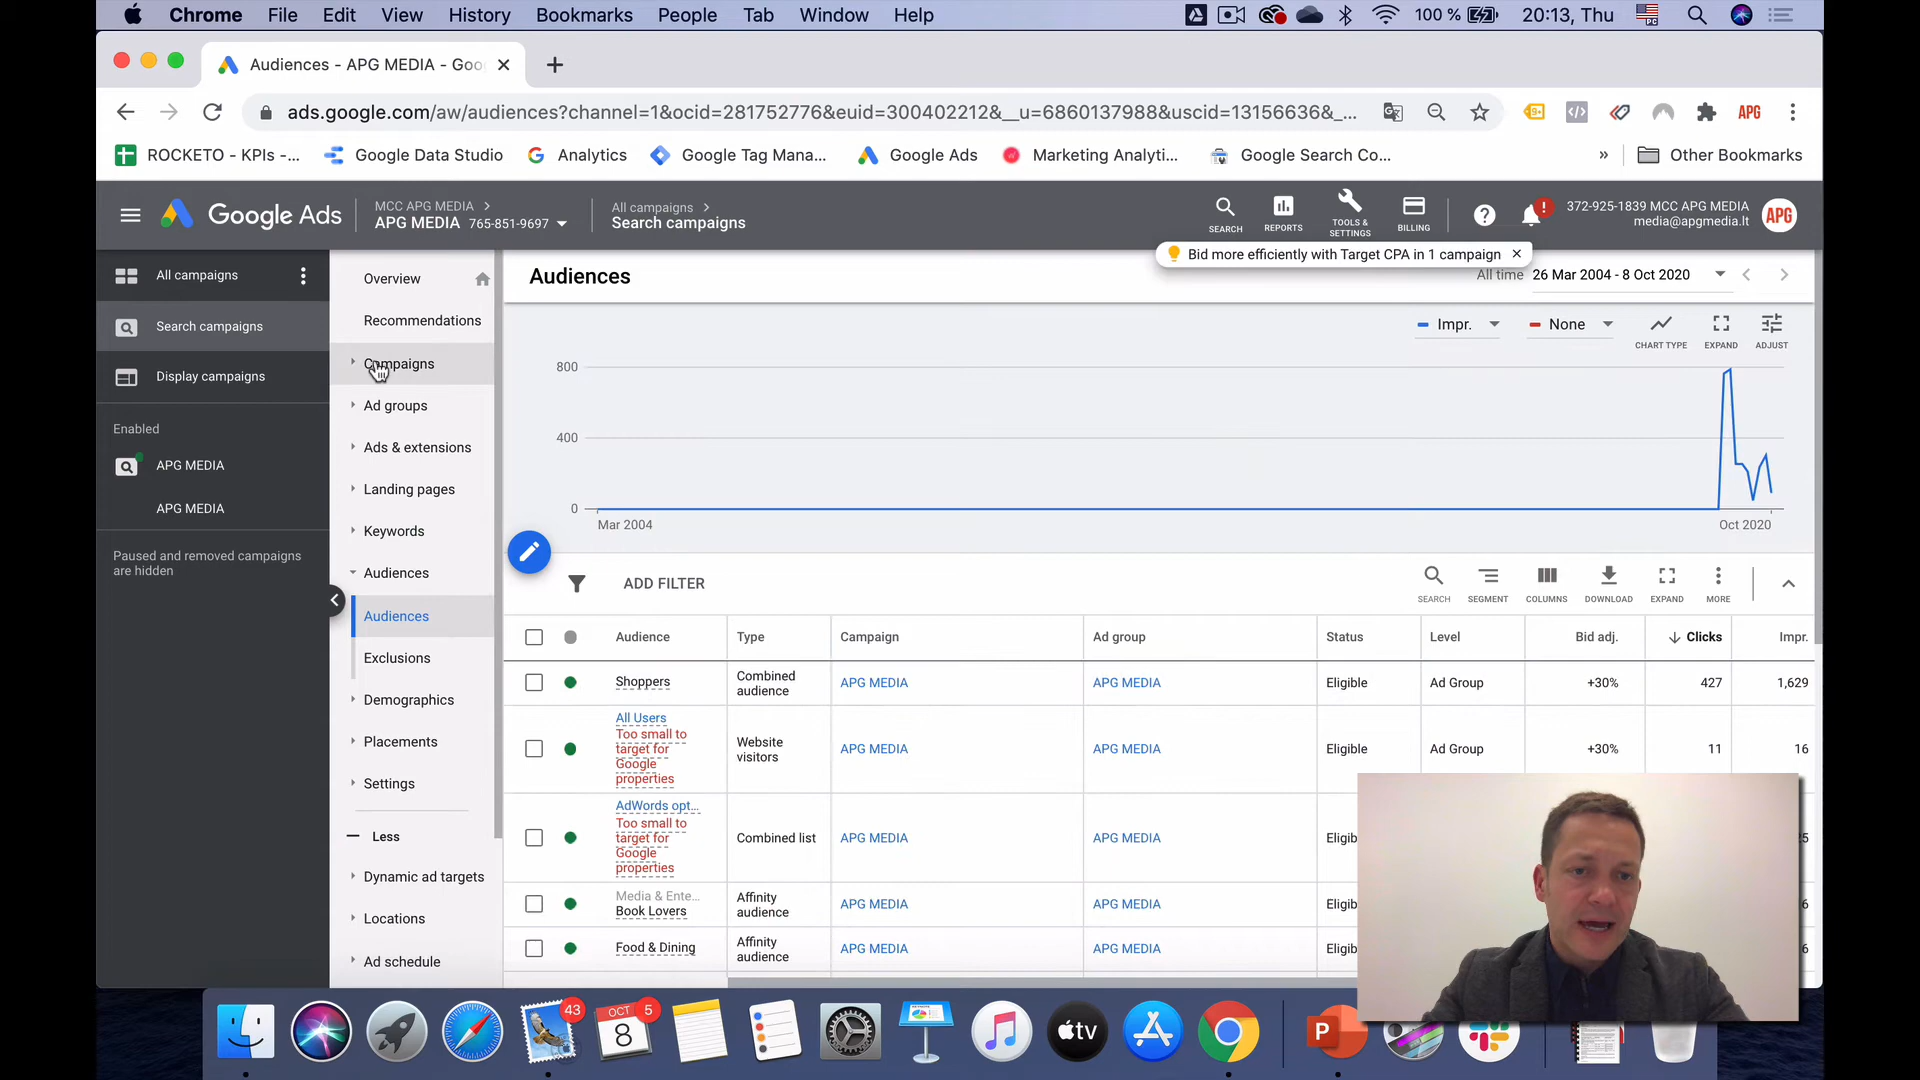 Chrome File Edit View History Bookmarks People Tab Window Help
100 % 20:13, Thu
Audiences - APG MEDIA - Goo
ads.google.com/aw/audiences?channel=1&ocid=281752776&euid=300402212&__u=6860137988&uscid=13156636&_...
APG
ROCKETO - KPIs -... Google Data Studio Analytics Google Tag Mana... Google Ads Marketing Analyti... Google Search Co... » Other Bookmarks
Google Ads
MCC APG MEDIA
APG MEDIA 765-851-9697
All campaigns
Search campaigns
SEARCH
REPORTS
TOOLS & SETTINGS
BILLING
372-925-1839 MCC APG MEDIA
media@apgmedia.lt
APG
Bid more efficiently with Target CPA in 1 campaign
All campaigns
Search campaigns
Display campaigns
Enabled
APG MEDIA
APG MEDIA
Paused and removed campaigns
are hidden
Overview
Recommendations
Campaigns
Ad groups
Ads & extensions
Landing pages
Keywords
Audiences
Audiences
Exclusions
Demographics
Placements
Settings
Less
Dynamic ad targets
Locations
Ad schedule
Audiences
All time 26 Mar 2004 - 8 Oct 2020
Impr. None
CHART TYPE EXPAND ADJUST
800
400
0
Mar 2004 Oct 2020
ADD FILTER
SEARCH SEGMENT COLUMNS DOWNLOAD EXPAND MORE
Audience Type Campaign Ad group Status Level Bid adj. Clicks Impr.
Shoppers Combined audience APG MEDIA APG MEDIA Eligible Ad Group +30% 427 1,629
All Users
Too small to
target for
Google
properties
Website visitors APG MEDIA APG MEDIA Eligible Ad Group +30% 11 16
AdWords opt...
Too small to
target for
Google
properties
Combined list APG MEDIA APG MEDIA
Media & Ente...
Book Lovers
Affinity audience APG MEDIA APG MEDIA
Food & Dining Affinity audience APG MEDIA APG MEDIA
43
OCT
8
5
tv
P